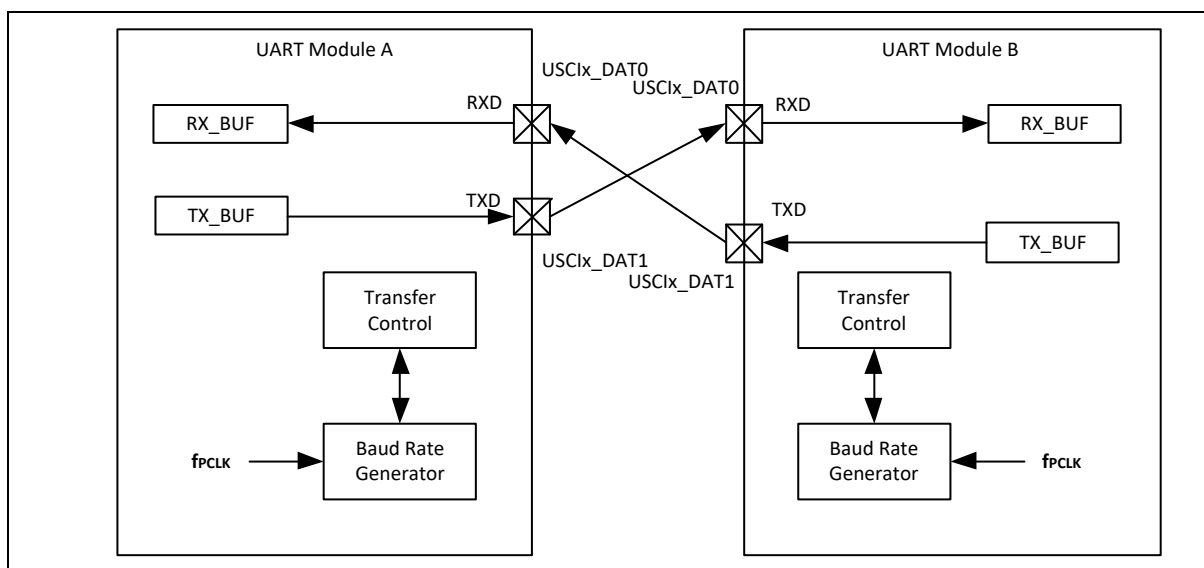 UART Module A
UART Module B
USCIx_DAT0
USCIx_DAT0
RXD
RXD
RX_BUF
RX_BUF
TXD
TXD
TX_BUF
TX_BUF
USCIx_DAT1
USCIx_DAT1
Transfer
Control
Transfer
Control
Baud Rate
Generator
fPCLK
Baud Rate
Generator
fPCLK